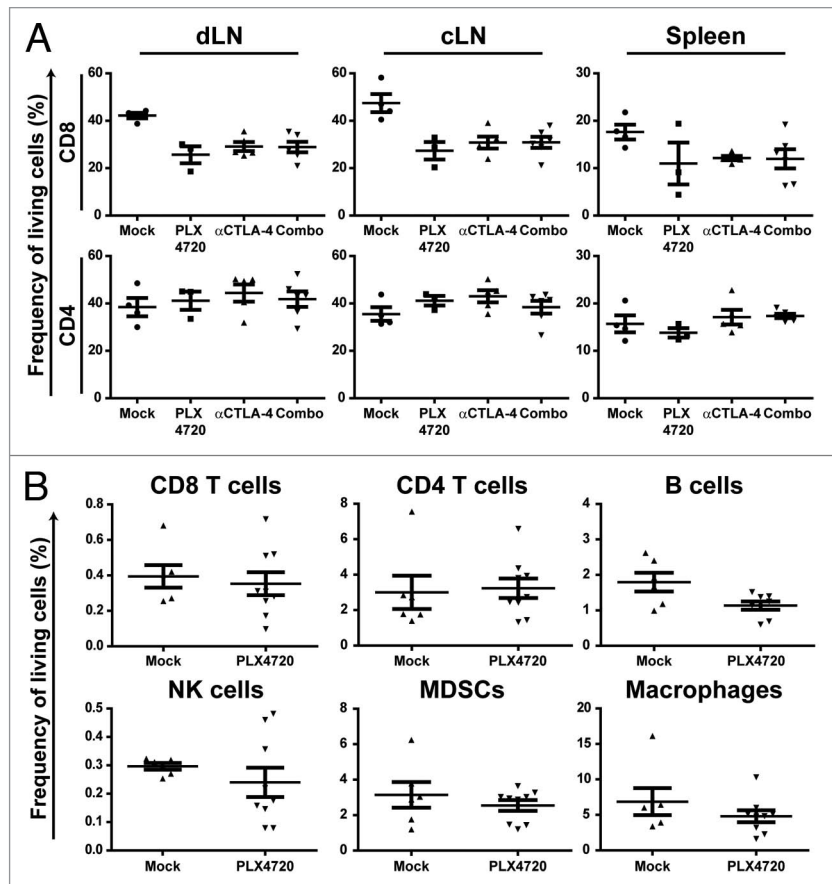 A
dLN cLN Spleen
Frequency of living cells (%)
CD8
60 40 20 0
Mock PLX 4720 αCTLA-4 Combo
60 40 20 0
Mock PLX 4720 αCTLA-4 Combo
30 20 10 0
Mock PLX 4720 αCTLA-4 Combo
CD4
60 40 20 0
Mock PLX 4720 αCTLA-4 Combo
60 40 20 0
Mock PLX 4720 αCTLA-4 Combo
30 20 10 0
Mock PLX 4720 αCTLA-4 Combo
B
Frequency of living cells (%)
CD8 T cells
0.8 0.6 0.4 0.2 0.0
Mock PLX4720
CD4 T cells
8 6 4 2 0
Mock PLX4720
B cells
4 3 2 1 0
Mock PLX4720
NK cells
0.5 0.4 0.3 0.2 0.1 0.0
Mock PLX4720
MDSCs
8 6 4 2 0
Mock PLX4720
Macrophages
20 15 10 5 0
Mock PLX4720